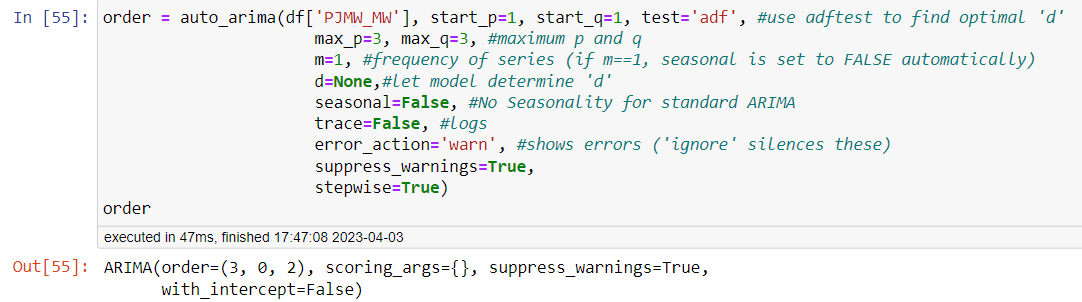 In [55]: order = auto_arima(df['PJMW_MW'], start_p=1, start_q=1, test='adf', #use adftest to find optimal 'd'
max_p=3, max_q=3, #maximum p and q
m=1, #frequency of series (if m==1, seasonal is set to FALSE automatically)
d=None,#let model determine 'd'
seasonal=False, #No Seasonality for standard ARIMA
trace=False, #logs
error_action='warn', #shows errors ('ignore' silences these)
suppress_warnings=True,
stepwise=True)
order
executed in 47ms, finished 17:47:08 2023-04-03
Out[55]: ARIMA(order=(3, 0, 2), scoring_args={}, suppress_warnings=True,
with_intercept=False)